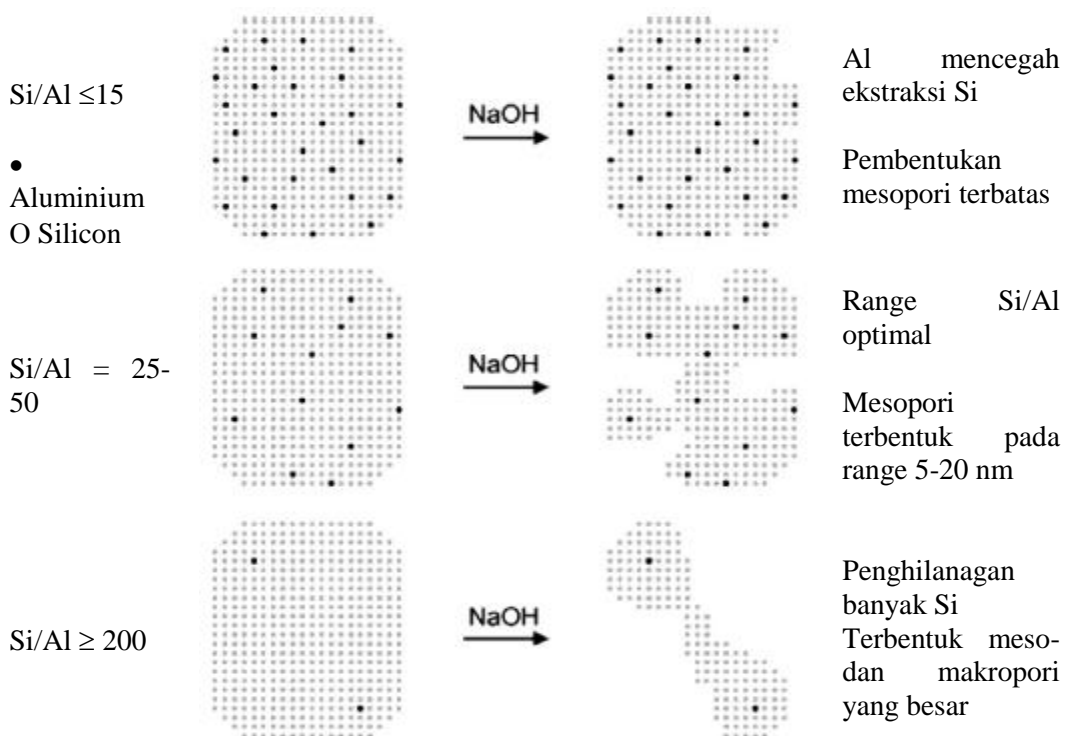 Si/Al ≤15
●
Aluminium
O Silicon
NaOH
Al mencegah
ekstraksi Si
Pembentukan
mesopori terbatas
Si/Al = 25-
50
NaOH
Range Si/Al
optimal
Mesopori
terbentuk pada
range 5-20 nm
Si/Al ≥ 200
NaOH
Penghilanagan
banyak Si
Terbentuk meso-
dan makropori
yang besar